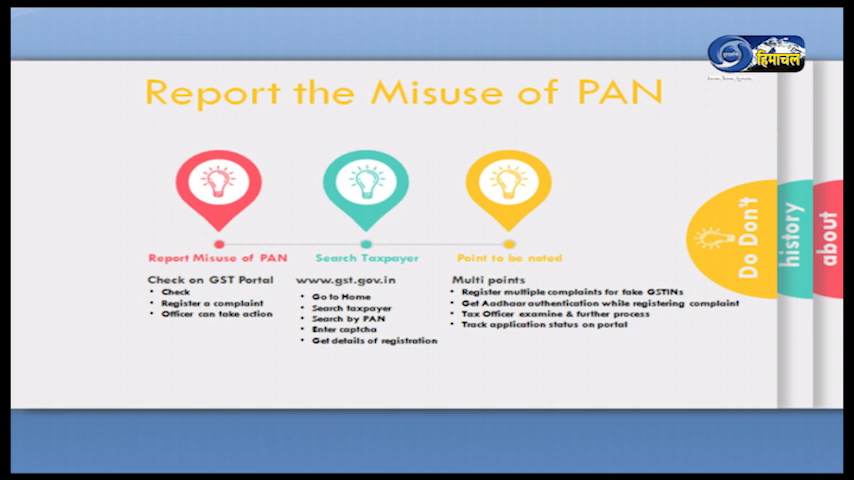 हिमाचल
Report the Misuse of PAN
Report Misuse of PAN
Check on GST Portal
• Check
• Register a complaint
• Officer can take action
Search Taxpayer
www.gst.gov.in
• Go to Home
• Search taxpayer
• Search by PAN
• Enter captcha
• Get details of registration
Point to be noted
Multi points
• Register multiple complaints for fake GSTINs
• Get Aadhaar authentication while registering complaint
• Tax Officer examine & further process
• Track application status on portal
Do Don't
history
about